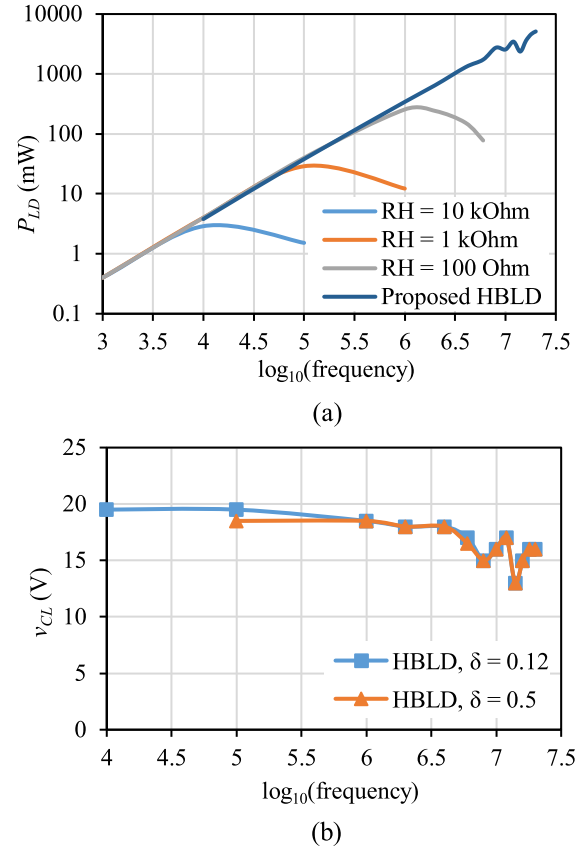 10000
1000
100
10
1
0.1
P_LD (mW)
RH = 10 kOhm
RH = 1 kOhm
RH = 100 Ohm
Proposed HBLD
3 3.5 4 4.5 5 5.5 6 6.5 7 7.5
log₁₀(frequency)
(a)
25
20
15
10
5
0
v_CL (V)
HBLD, δ = 0.12
HBLD, δ = 0.5
4 4.5 5 5.5 6 6.5 7 7.5
log₁₀(frequency)
(b)